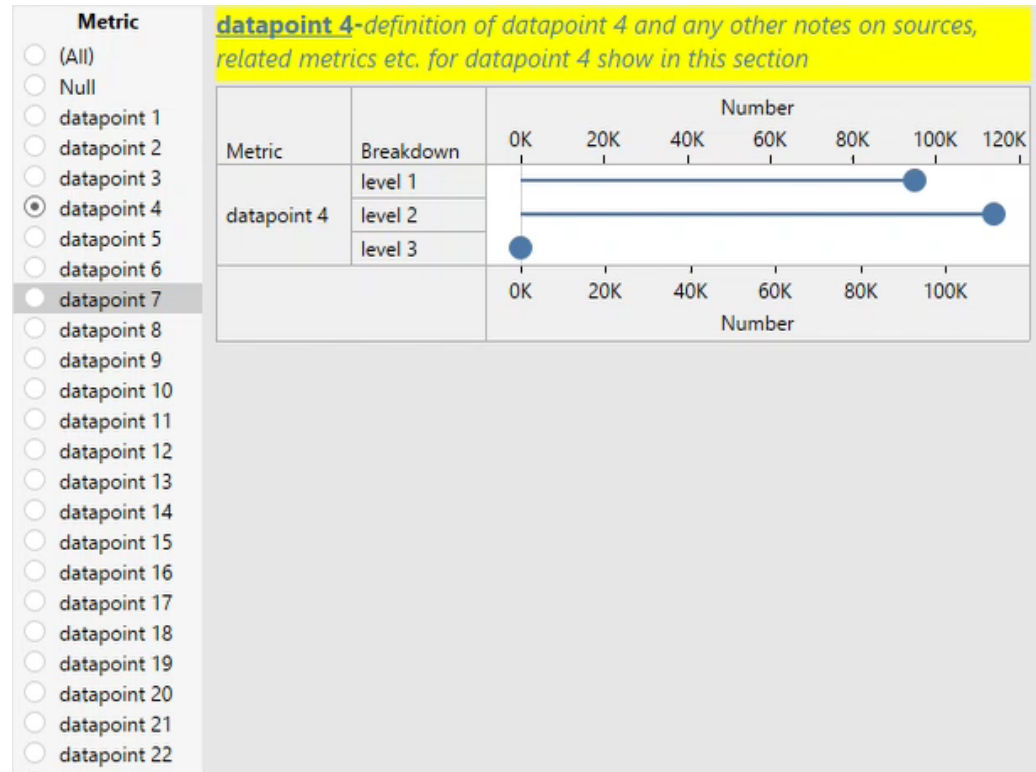 Metric
(All)
Null
datapoint 1
datapoint 2
datapoint 3
datapoint 4
datapoint 5
datapoint 6
datapoint 7
datapoint 8
datapoint 9
datapoint 10
datapoint 11
datapoint 12
datapoint 13
datapoint 14
datapoint 15
datapoint 16
datapoint 17
datapoint 18
datapoint 19
datapoint 20
datapoint 21
datapoint 22
datapoint 4-definition of datapoint 4 and any other notes on sources,
related metrics etc. for datapoint 4 show in this section
Number
Metric Breakdown 0K 20K 40K 60K 80K 100K 120K
level 1
datapoint 4 level 2
level 3
0K 20K 40K 60K 80K 100K
Number